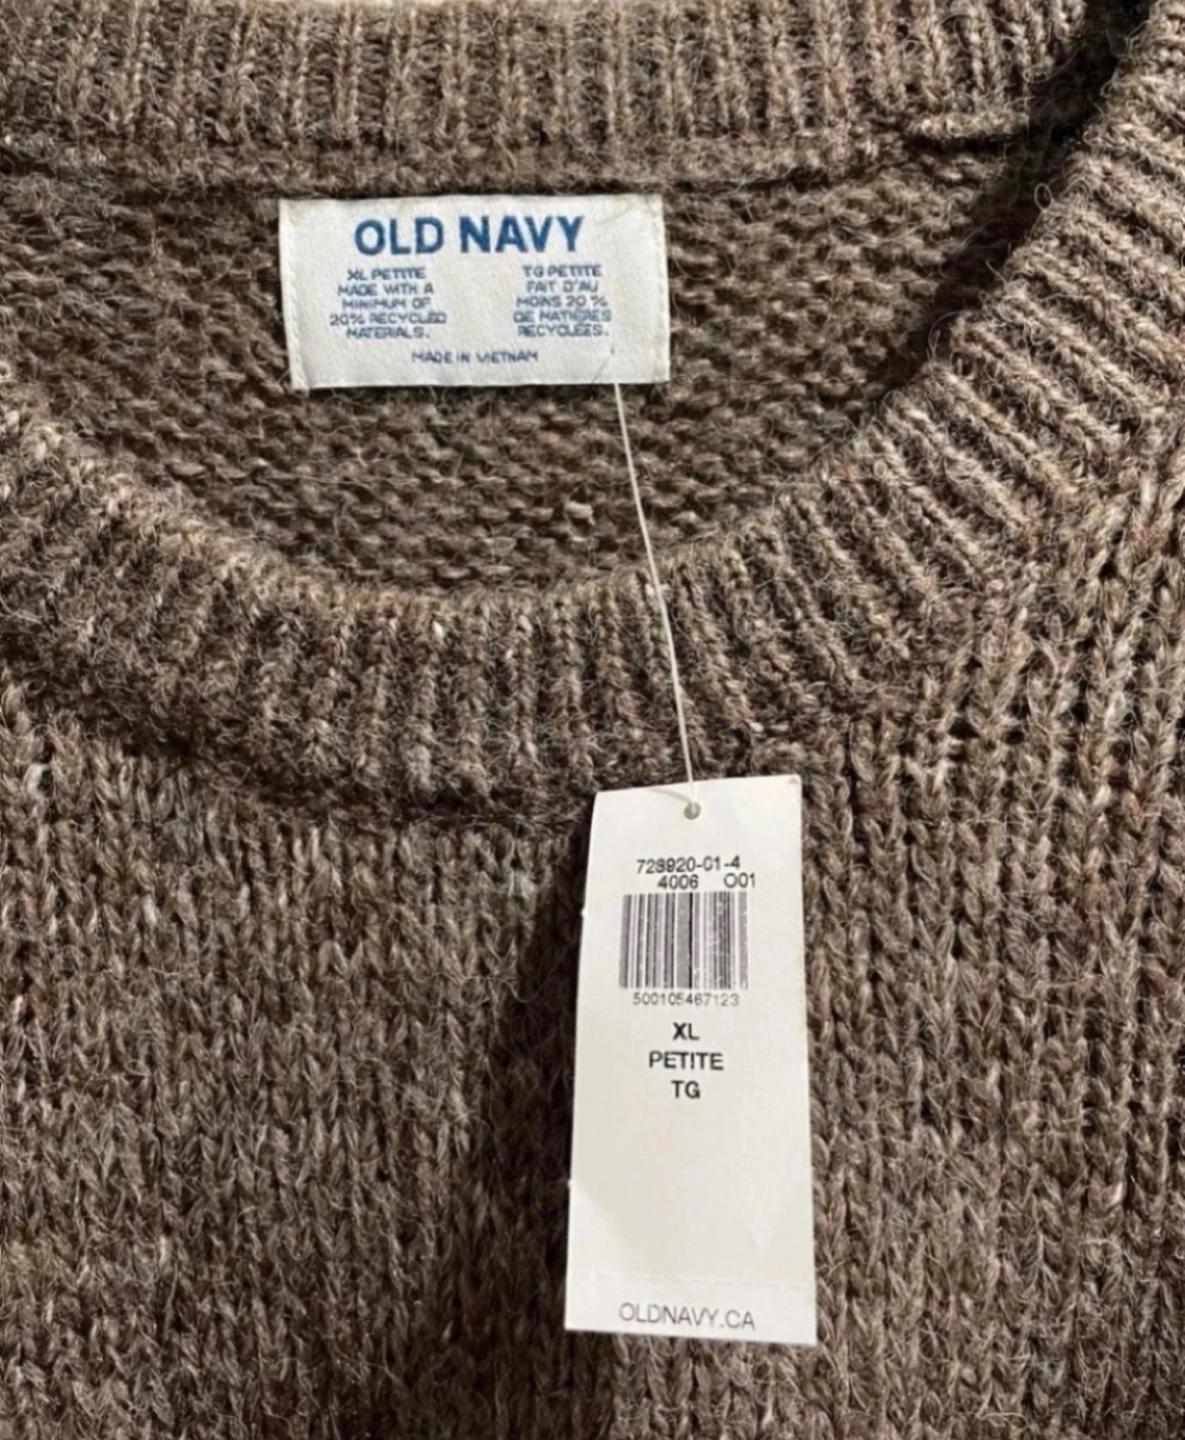 OLD NAVY
XL PETITE
MADE WITH A
MINIMUM OF
20% RECYCLED
MATERIALS.
TG PETITE
FAIT D'AU
MOINS 20 %
DE MATIÈRES
RECYCLÉES.
MADE IN VIETNAM
728920-01-4
4006 001
500105467123
XL
PETITE
TG
OLDNAVY.CA